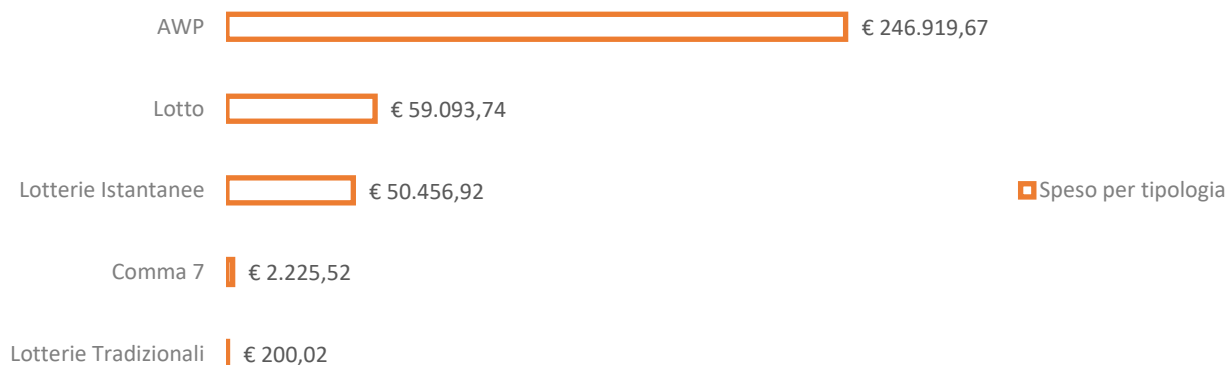 AWP € 246.919,67
Lotto € 59.093,74
Lotterie Istantanee € 50.456,92
Speso per tipologia
Comma 7 € 2.225,52
Lotterie Tradizionali € 200,02